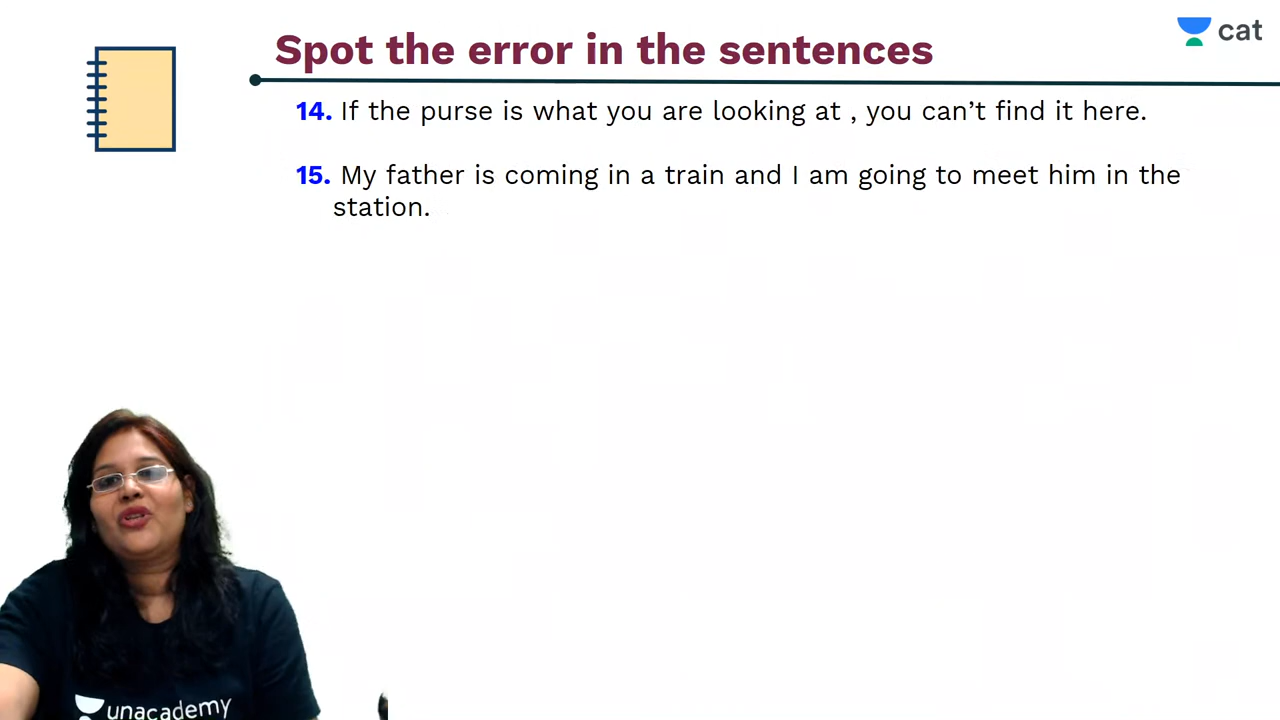 Spot the error in the sentences
cat
14. If the purse is what you are looking at , you can’t find it here.
15. My father is coming in a train and I am going to meet him in the
station.
unacademy